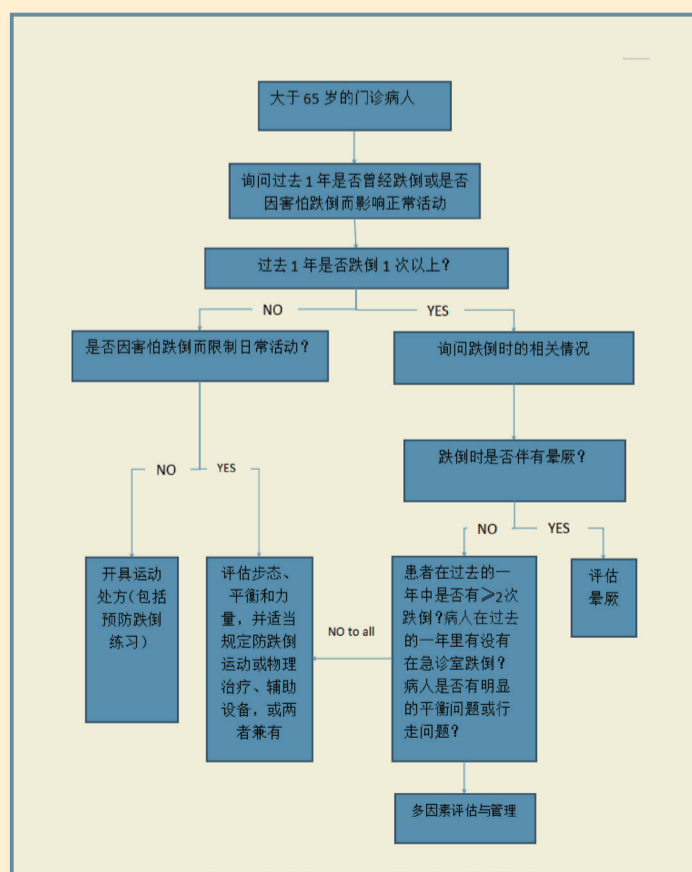 大于 65 岁的门诊病人
询问过去 1 年是否曾经跌倒或是否
因害怕跌倒而影响正常活动
过去 1 年是否跌倒 1 次以上？
NO
YES
是否因害怕跌倒而限制日常活动？
询问跌倒时的相关情况
跌倒时是否伴有晕厥？
NO
YES
NO
YES
开具运动
处方(包括
预防跌倒
练习）
评估步态、
平衡和力
量，并适当
规定防跌倒
运动或物理
治疗、辅助
设备，或两
者兼有
NO to all
患者在过去的一
年中是否有≥2次
跌倒?病人在过去
的一年里有没有
在急诊室跌倒？
病人是否有明显
的平衡问题或行
走问题？
评估
晕厥
多因素评估与管理